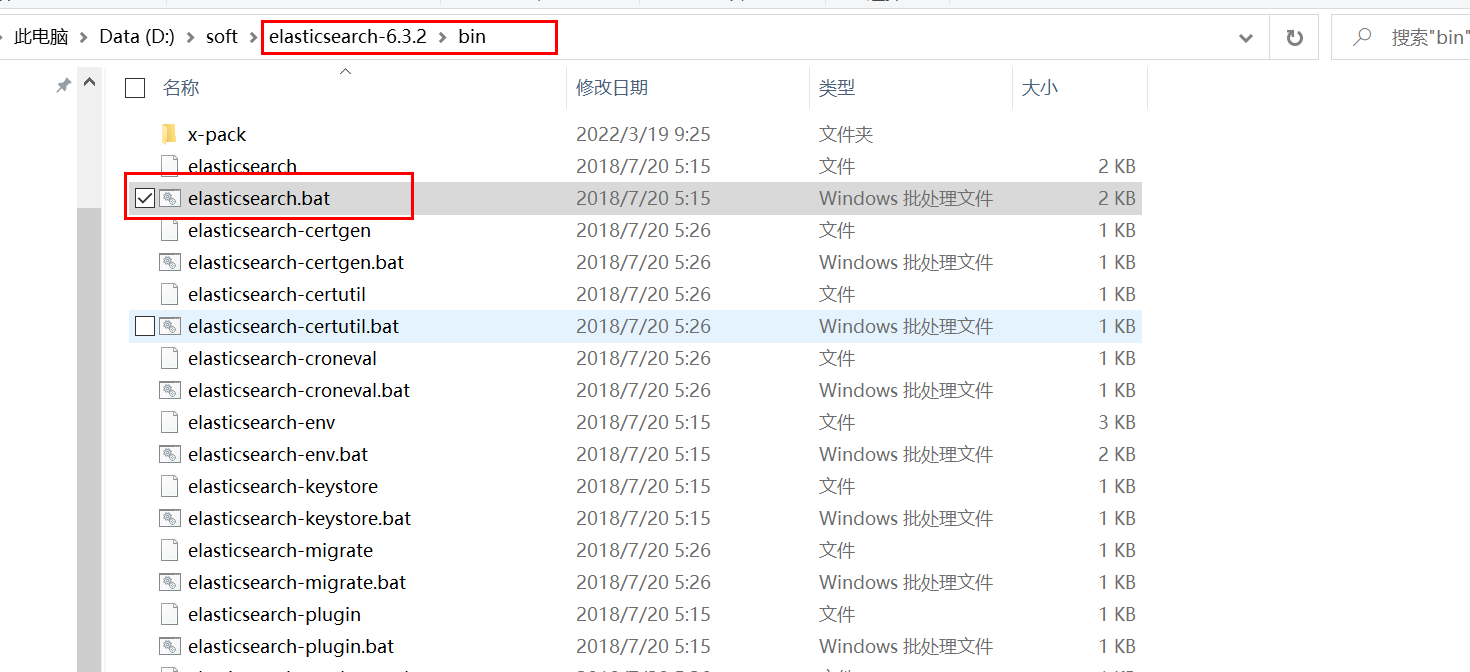 此电脑 > Data (D:) > soft > elasticsearch-6.3.2 > bin 搜索"bin"
名称 修改日期 类型 大小
x-pack 2022/3/19 9:25 文件夹
elasticsearch 2018/7/20 5:15 文件 2 KB
elasticsearch.bat 2018/7/20 5:15 Windows 批处理文件 2 KB
elasticsearch-certgen 2018/7/20 5:26 文件 1 KB
elasticsearch-certgen.bat 2018/7/20 5:26 Windows 批处理文件 1 KB
elasticsearch-certutil 2018/7/20 5:26 文件 1 KB
elasticsearch-certutil.bat 2018/7/20 5:26 Windows 批处理文件 1 KB
elasticsearch-croneval 2018/7/20 5:26 文件 1 KB
elasticsearch-croneval.bat 2018/7/20 5:26 Windows 批处理文件 1 KB
elasticsearch-env 2018/7/20 5:15 文件 3 KB
elasticsearch-env.bat 2018/7/20 5:15 Windows 批处理文件 2 KB
elasticsearch-keystore 2018/7/20 5:15 文件 1 KB
elasticsearch-keystore.bat 2018/7/20 5:15 Windows 批处理文件 1 KB
elasticsearch-migrate 2018/7/20 5:26 文件 1 KB
elasticsearch-migrate.bat 2018/7/20 5:26 Windows 批处理文件 1 KB
elasticsearch-plugin 2018/7/20 5:15 文件 1 KB
elasticsearch-plugin.bat 2018/7/20 5:15 Windows 批处理文件 1 KB